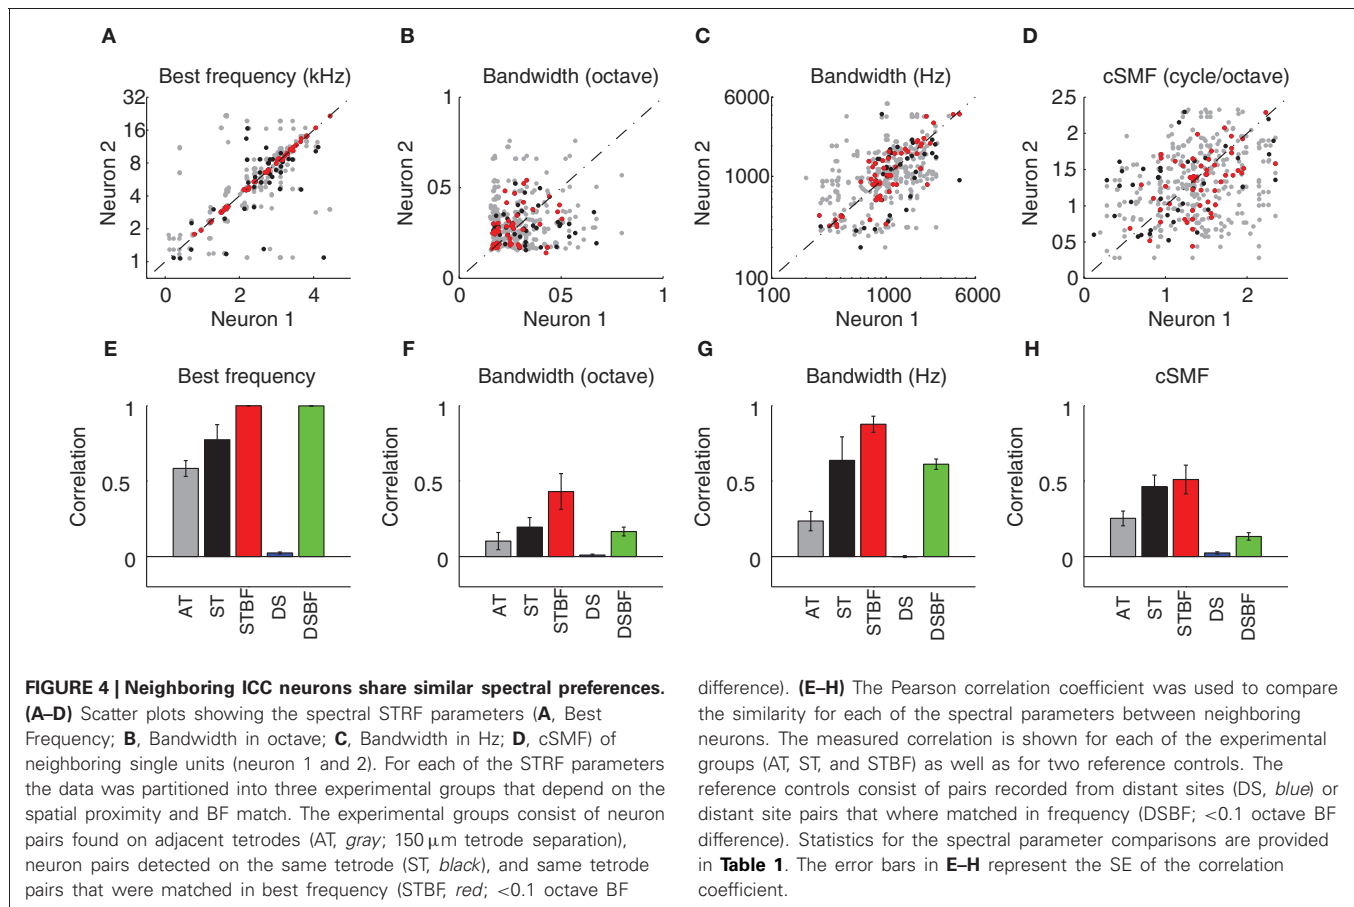 A
B
C
D
Best frequency (kHz)
Bandwidth (octave)
Bandwidth (Hz)
cSMF (cycle/octave)
32
16
8
4
2
1
Neuron 2
0
2
4
Neuron 1
1
0.5
0
Neuron 2
0
0.5
1
Neuron 1
6000
1000
100
Neuron 2
100
1000
6000
Neuron 1
2.5
2
1.5
1
0.5
0
Neuron 2
0
1
2
Neuron 1
E
F
G
H
Best frequency
Bandwidth (octave)
Bandwidth (Hz)
cSMF
1
0.5
0
Correlation
AT
ST
STBF
DS
DSBF
1
0.5
0
Correlation
AT
ST
STBF
DS
DSBF
1
0.5
0
Correlation
AT
ST
STBF
DS
DSBF
1
0.5
0
Correlation
AT
ST
STBF
DS
DSBF
FIGURE 4 | Neighboring ICC neurons share similar spectral preferences.
(A–D) Scatter plots showing the spectral STRF parameters (A, Best
Frequency; B, Bandwidth in octave; C, Bandwidth in Hz; D, cSMF) of
neighboring single units (neuron 1 and 2). For each of the STRF parameters
the data was partitioned into three experimental groups that depend on the
spatial proximity and BF match. The experimental groups consist of neuron
pairs found on adjacent tetrodes (AT, gray; 150 μm tetrode separation),
neuron pairs detected on the same tetrode (ST, black), and same tetrode
pairs that were matched in best frequency (STBF, red; <0.1 octave BF
difference). (E–H) The Pearson correlation coefficient was used to compare
the similarity for each of the spectral parameters between neighboring
neurons. The measured correlation is shown for each of the experimental
groups (AT, ST, and STBF) as well as for two reference controls. The
reference controls consist of pairs recorded from distant sites (DS, blue) or
distant site pairs that where matched in frequency (DSBF; <0.1 octave BF
difference). Statistics for the spectral parameter comparisons are provided
in Table 1. The error bars in E–H represent the SE of the correlation
coefficient.